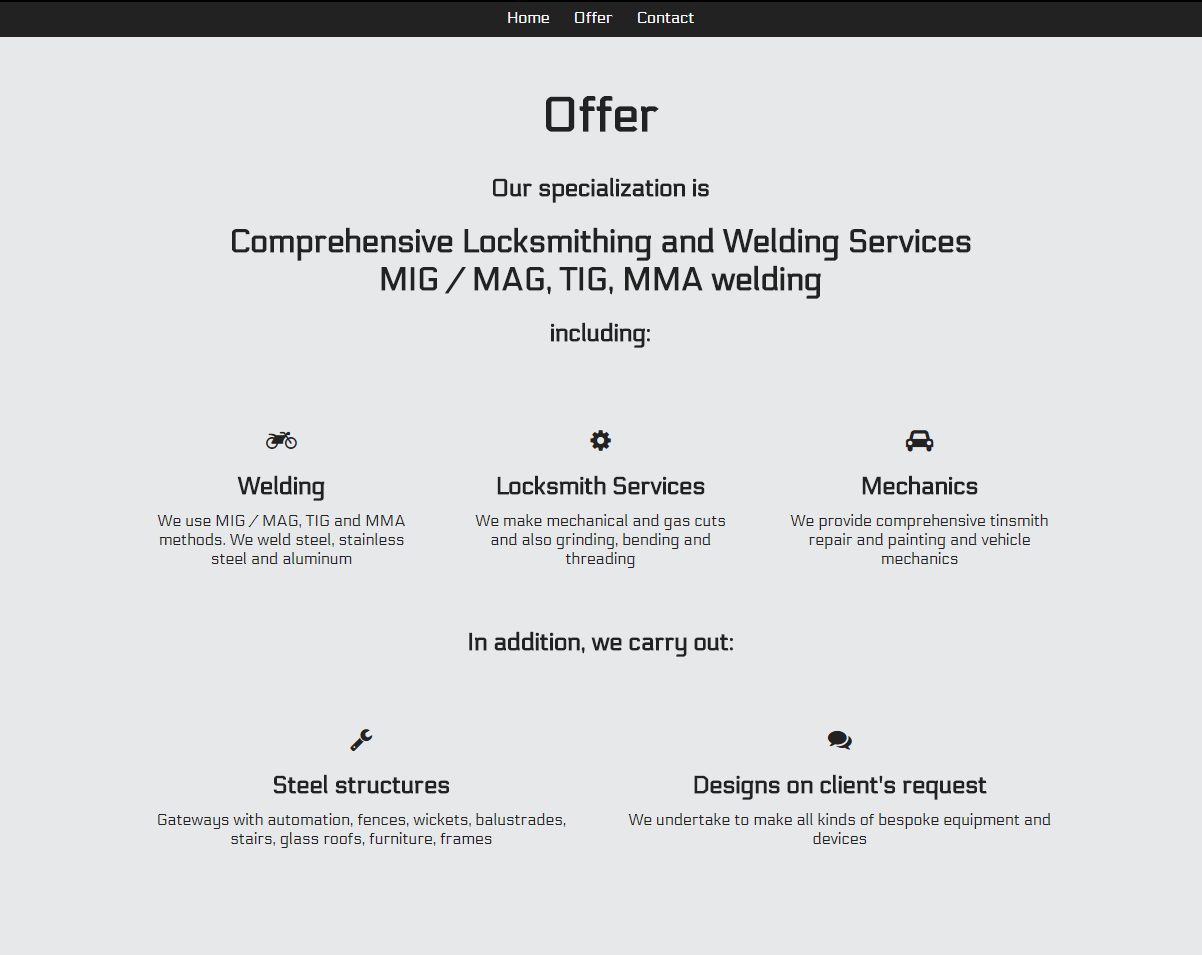 Home Offer Contact
Offer
Our specialization is
Comprehensive Locksmithing and Welding Services
MIG / MAG, TIG, MMA welding
including:
Welding
We use MIG / MAG, TIG and MMA
methods. We weld steel, stainless
steel and aluminum
Locksmith Services
We make mechanical and gas cuts
and also grinding, bending and
threading
Mechanics
We provide comprehensive tinsmith
repair and painting and vehicle
mechanics
In addition, we carry out:
Steel structures
Gateways with automation, fences, wickets, balustrades,
stairs, glass roofs, furniture, frames
Designs on client's request
We undertake to make all kinds of bespoke equipment and
devices